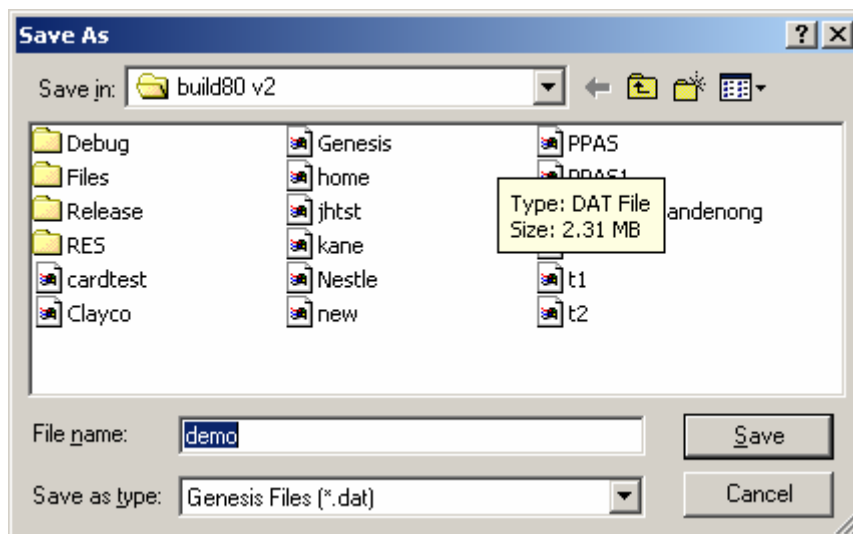 Save As
Save in: build80 v2
Debug
Files
Release
RES
cardtest
Clayco
Genesis
home
jhtst
kane
Nestle
new
PPAS
PPAS1
andenong
t1
t2
Type: DAT File
Size: 2.31 MB
File name: demo Save
Save as type: Genesis Files (*.dat) Cancel